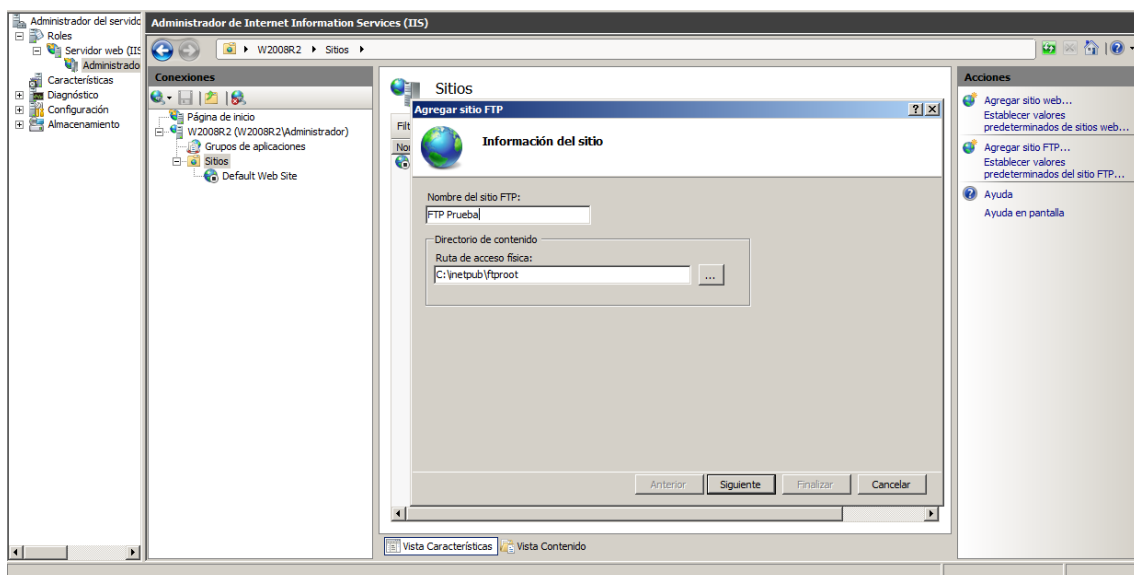 Administrador del servido
Roles
Servidor web (IIS
Administrado
Características
Diagnóstico
Configuración
Almacenamiento
Administrador de Internet Information Services (IIS)
W2008R2
Sitios
Conexiones
Página de inicio
W2008R2 (W2008R2\Administrador)
Grupos de aplicaciones
Sitios
Default Web Site
Sitios
Filt
Nor
Agregar sitio FTP
Información del sitio
Nombre del sitio FTP:
FTP Prueba
Directorio de contenido
Ruta de acceso física:
C:\inetpub\ftproot
...
Anterior
Siguiente
Finalizar
Cancelar
Vista Características
Vista Contenido
Acciones
Agregar sitio web...
Establecer valores
predeterminados de sitios web...
Agregar sitio FTP...
Establecer valores
predeterminados del sitio FTP...
Ayuda
Ayuda en pantalla